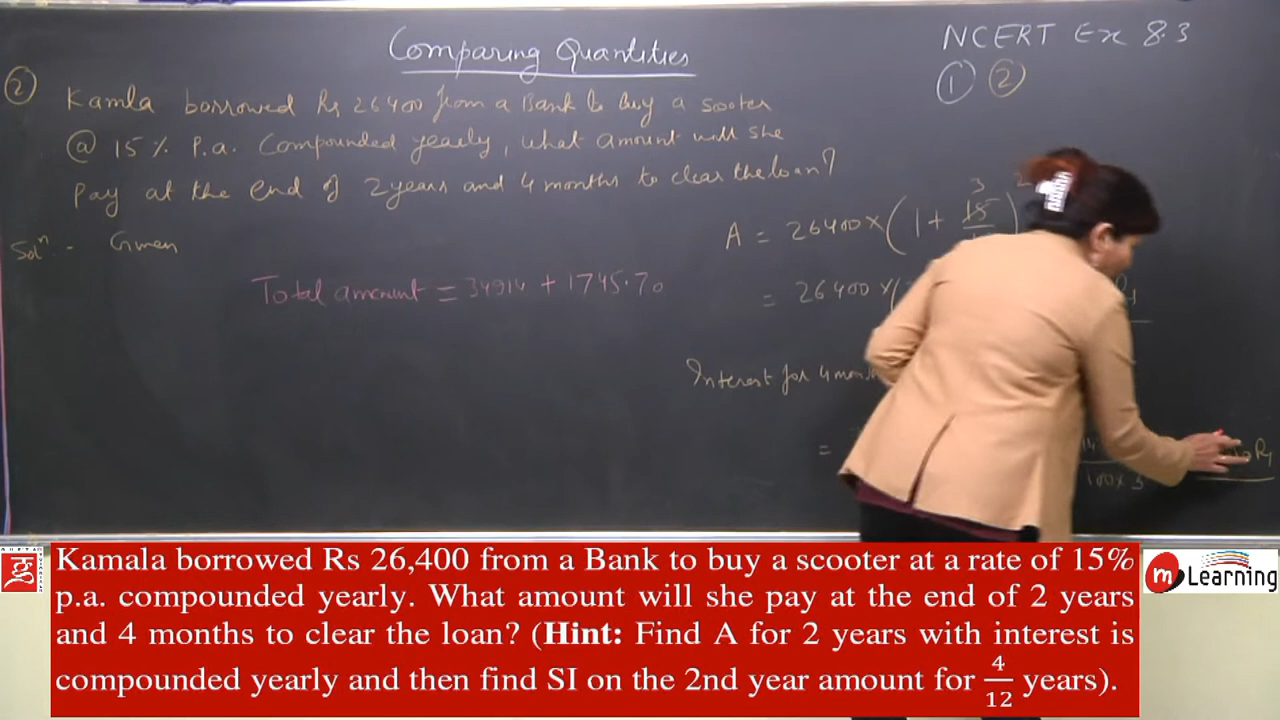 Comparing Quantities
NCERT Ex 8.3
1 2
2 Kamla borrowed Rs 26400 from a Bank to buy a scooter
@ 15% P.a. Compounded yearly, what amount will she
Pay at the end of 2 years and 4 months to clear the loan?
Solⁿ - Given
Total amount = 34914 + 1745.70
A = 26400 × ( 1 + 15 ) 2
3
= 26400 × (
Interest for 4 month
=
100 × 3
Kamala borrowed Rs 26,400 from a Bank to buy a scooter at a rate of 15%
p.a. compounded yearly. What amount will she pay at the end of 2 years
and 4 months to clear the loan? (Hint: Find A for 2 years with interest is
compounded yearly and then find SI on the 2nd year amount for 4/12 years).
m Learning